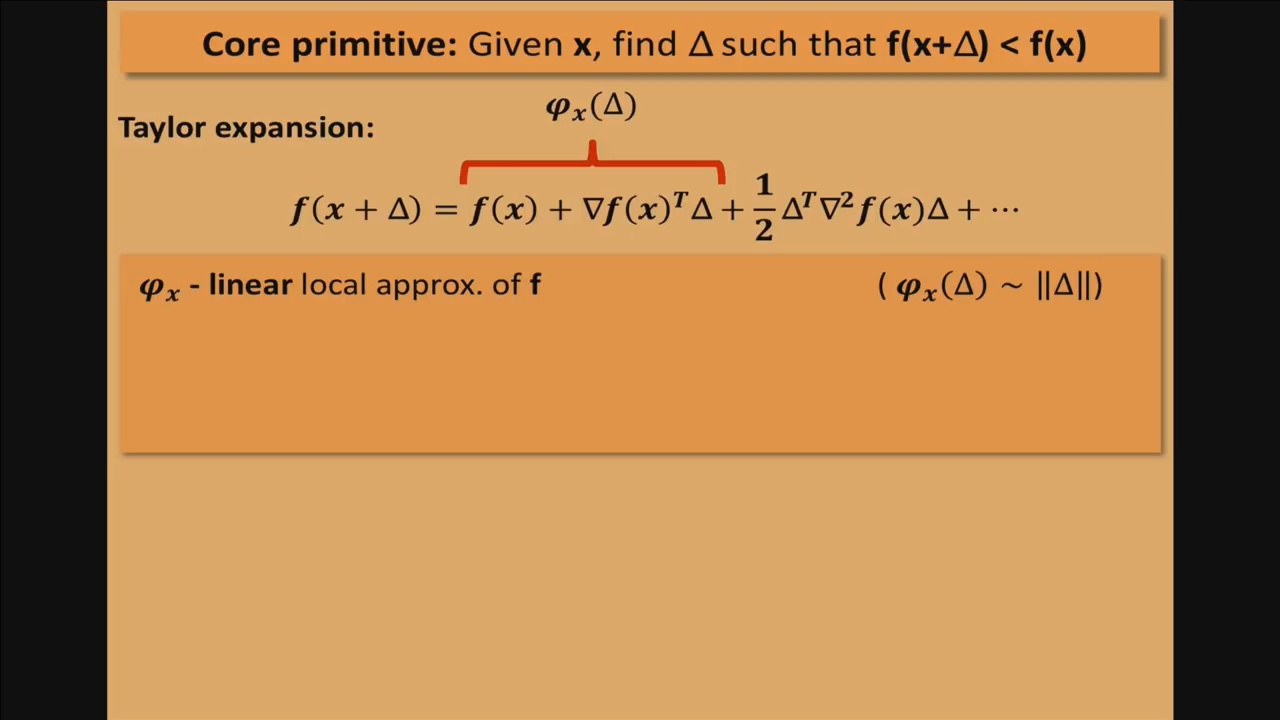 Core primitive: Given x, find Δ such that f(x+Δ) < f(x)
φₓ(Δ)
Taylor expansion:
f(x + Δ) = f(x) + ∇f(x)ᵀΔ + 1/2 Δᵀ∇²f(x)Δ + ⋯
φₓ - linear local approx. of f ( φₓ(Δ) ~ ||Δ||)